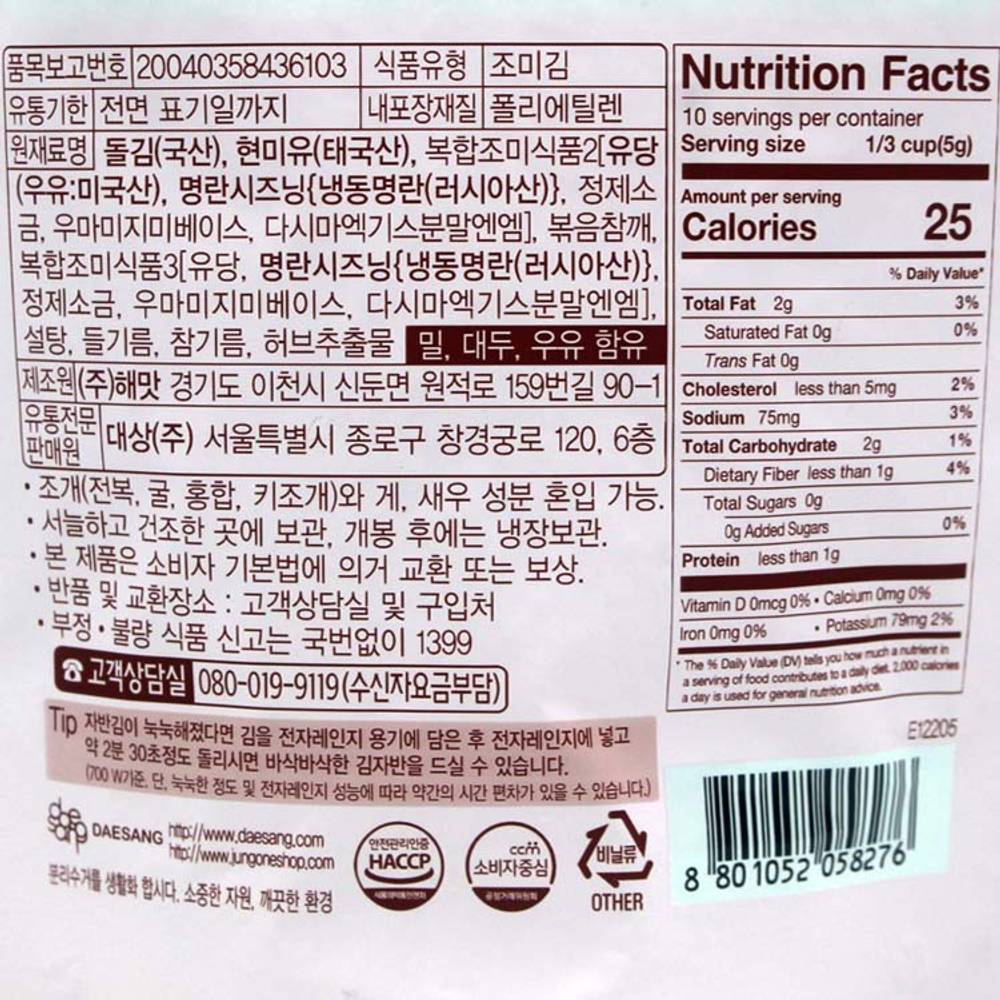 품목보고번호 20040358436103 식품유형 조미김
유통기한 전면 표기일까지 내포장재질 폴리에틸렌
원재료명 돌김(국산), 현미유(태국산), 복합조미식품2[유당
(우유:미국산), 명란시즈닝{냉동명란(러시아산)}, 정제소
금, 우마미지미베이스, 다시마엑기스분말엔엠], 볶음참깨,
복합조미식품3[유당, 명란시즈닝{냉동명란(러시아산)},
정제소금, 우마미지미베이스, 다시마엑기스분말엔엠],
설탕, 들기름, 참기름, 허브추출물 밀, 대두, 우유 함유
제조원 (주)해맛 경기도 이천시 신둔면 원적로 159번길 90-1
유통전문
판매원 대상(주) 서울특별시 종로구 창경궁로 120, 6층
• 조개(전복, 굴, 홍합, 키조개)와 게, 새우 성분 혼입 가능.
• 서늘하고 건조한 곳에 보관, 개봉 후에는 냉장보관.
• 본 제품은 소비자 기본법에 의거 교환 또는 보상.
• 반품 및 교환장소 : 고객상담실 및 구입처
• 부정•불량 식품 신고는 국번없이 1399
☎고객상담실 080-019-9119(수신자요금부담)
Tip 자반김이 눅눅해졌다면 김을 전자레인지 용기에 담은 후 전자레인지에 넣고
약 2분 30초정도 돌리시면 바삭바삭한 김자반을 드실 수 있습니다.
(700 W기준, 단, 눅눅한 정도 및 전자레인지 성능에 따라 약간의 시간 편차가 있을 수 있습니다.)
DAESANG http://www.daesang.com
http://www.jungoneshop.com
분리수거를 생활화 합시다. 소중한 자원, 깨끗한 환경
안전관리인증
HACCP
ccm
소비자중심
공정거래위원회
비닐류
OTHER
Nutrition Facts
10 servings per container
Serving size 1/3 cup(5g)
Amount per serving
Calories 25
% Daily Value*
Total Fat 2g 3%
Saturated Fat 0g 0%
Trans Fat 0g
Cholesterol less than 5mg 2%
Sodium 75mg 3%
Total Carbohydrate 2g 1%
Dietary Fiber less than 1g 4%
Total Sugars 0g
0g Added Sugars 0%
Protein less than 1g
Vitamin D 0mcg 0% • Calcium 0mg 0%
Iron 0mg 0% • Potassium 79mg 2%
* The % Daily Value (DV) tells you how much a nutrient in
a serving of food contributes to a daily diet. 2,000 calories
a day is used for general nutrition advice.
E12205
8 801052 058276